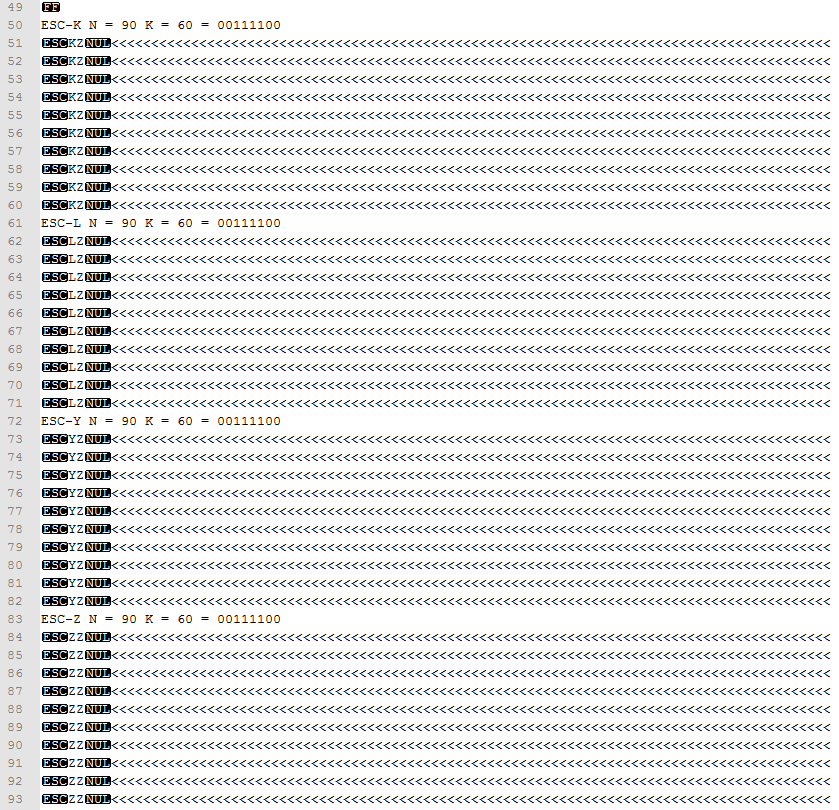 49 FF
50 ESC-K N = 90 K = 60 = 00111100
51 ESCKZNUL<<<<<<<<<<<<<<<<<<<<<<<<<<<<<<<<<<<<<<<<<<<<<<<<<<<<<<<<<<<<<<<<<<<<<<<<<<<<<<<<<<<<<<<<<<
52 ESCKZNUL<<<<<<<<<<<<<<<<<<<<<<<<<<<<<<<<<<<<<<<<<<<<<<<<<<<<<<<<<<<<<<<<<<<<<<<<<<<<<<<<<<<<<<<<<<
53 ESCKZNUL<<<<<<<<<<<<<<<<<<<<<<<<<<<<<<<<<<<<<<<<<<<<<<<<<<<<<<<<<<<<<<<<<<<<<<<<<<<<<<<<<<<<<<<<<<
54 ESCKZNUL<<<<<<<<<<<<<<<<<<<<<<<<<<<<<<<<<<<<<<<<<<<<<<<<<<<<<<<<<<<<<<<<<<<<<<<<<<<<<<<<<<<<<<<<<<
55 ESCKZNUL<<<<<<<<<<<<<<<<<<<<<<<<<<<<<<<<<<<<<<<<<<<<<<<<<<<<<<<<<<<<<<<<<<<<<<<<<<<<<<<<<<<<<<<<<<
56 ESCKZNUL<<<<<<<<<<<<<<<<<<<<<<<<<<<<<<<<<<<<<<<<<<<<<<<<<<<<<<<<<<<<<<<<<<<<<<<<<<<<<<<<<<<<<<<<<<
57 ESCKZNUL<<<<<<<<<<<<<<<<<<<<<<<<<<<<<<<<<<<<<<<<<<<<<<<<<<<<<<<<<<<<<<<<<<<<<<<<<<<<<<<<<<<<<<<<<<
58 ESCKZNUL<<<<<<<<<<<<<<<<<<<<<<<<<<<<<<<<<<<<<<<<<<<<<<<<<<<<<<<<<<<<<<<<<<<<<<<<<<<<<<<<<<<<<<<<<<
59 ESCKZNUL<<<<<<<<<<<<<<<<<<<<<<<<<<<<<<<<<<<<<<<<<<<<<<<<<<<<<<<<<<<<<<<<<<<<<<<<<<<<<<<<<<<<<<<<<<
60 ESCKZNUL<<<<<<<<<<<<<<<<<<<<<<<<<<<<<<<<<<<<<<<<<<<<<<<<<<<<<<<<<<<<<<<<<<<<<<<<<<<<<<<<<<<<<<<<<<
61 ESC-L N = 90 K = 60 = 00111100
62 ESCLZNUL<<<<<<<<<<<<<<<<<<<<<<<<<<<<<<<<<<<<<<<<<<<<<<<<<<<<<<<<<<<<<<<<<<<<<<<<<<<<<<<<<<<<<<<<<<
63 ESCLZNUL<<<<<<<<<<<<<<<<<<<<<<<<<<<<<<<<<<<<<<<<<<<<<<<<<<<<<<<<<<<<<<<<<<<<<<<<<<<<<<<<<<<<<<<<<<
64 ESCLZNUL<<<<<<<<<<<<<<<<<<<<<<<<<<<<<<<<<<<<<<<<<<<<<<<<<<<<<<<<<<<<<<<<<<<<<<<<<<<<<<<<<<<<<<<<<<
65 ESCLZNUL<<<<<<<<<<<<<<<<<<<<<<<<<<<<<<<<<<<<<<<<<<<<<<<<<<<<<<<<<<<<<<<<<<<<<<<<<<<<<<<<<<<<<<<<<<
66 ESCLZNUL<<<<<<<<<<<<<<<<<<<<<<<<<<<<<<<<<<<<<<<<<<<<<<<<<<<<<<<<<<<<<<<<<<<<<<<<<<<<<<<<<<<<<<<<<<
67 ESCLZNUL<<<<<<<<<<<<<<<<<<<<<<<<<<<<<<<<<<<<<<<<<<<<<<<<<<<<<<<<<<<<<<<<<<<<<<<<<<<<<<<<<<<<<<<<<<
68 ESCLZNUL<<<<<<<<<<<<<<<<<<<<<<<<<<<<<<<<<<<<<<<<<<<<<<<<<<<<<<<<<<<<<<<<<<<<<<<<<<<<<<<<<<<<<<<<<<
69 ESCLZNUL<<<<<<<<<<<<<<<<<<<<<<<<<<<<<<<<<<<<<<<<<<<<<<<<<<<<<<<<<<<<<<<<<<<<<<<<<<<<<<<<<<<<<<<<<<
70 ESCLZNUL<<<<<<<<<<<<<<<<<<<<<<<<<<<<<<<<<<<<<<<<<<<<<<<<<<<<<<<<<<<<<<<<<<<<<<<<<<<<<<<<<<<<<<<<<<
71 ESCLZNUL<<<<<<<<<<<<<<<<<<<<<<<<<<<<<<<<<<<<<<<<<<<<<<<<<<<<<<<<<<<<<<<<<<<<<<<<<<<<<<<<<<<<<<<<<<
72 ESC-Y N = 90 K = 60 = 00111100
73 ESCYZNUL<<<<<<<<<<<<<<<<<<<<<<<<<<<<<<<<<<<<<<<<<<<<<<<<<<<<<<<<<<<<<<<<<<<<<<<<<<<<<<<<<<<<<<<<<<
74 ESCYZNUL<<<<<<<<<<<<<<<<<<<<<<<<<<<<<<<<<<<<<<<<<<<<<<<<<<<<<<<<<<<<<<<<<<<<<<<<<<<<<<<<<<<<<<<<<<
75 ESCYZNUL<<<<<<<<<<<<<<<<<<<<<<<<<<<<<<<<<<<<<<<<<<<<<<<<<<<<<<<<<<<<<<<<<<<<<<<<<<<<<<<<<<<<<<<<<<
76 ESCYZNUL<<<<<<<<<<<<<<<<<<<<<<<<<<<<<<<<<<<<<<<<<<<<<<<<<<<<<<<<<<<<<<<<<<<<<<<<<<<<<<<<<<<<<<<<<<
77 ESCYZNUL<<<<<<<<<<<<<<<<<<<<<<<<<<<<<<<<<<<<<<<<<<<<<<<<<<<<<<<<<<<<<<<<<<<<<<<<<<<<<<<<<<<<<<<<<<
78 ESCYZNUL<<<<<<<<<<<<<<<<<<<<<<<<<<<<<<<<<<<<<<<<<<<<<<<<<<<<<<<<<<<<<<<<<<<<<<<<<<<<<<<<<<<<<<<<<<
79 ESCYZNUL<<<<<<<<<<<<<<<<<<<<<<<<<<<<<<<<<<<<<<<<<<<<<<<<<<<<<<<<<<<<<<<<<<<<<<<<<<<<<<<<<<<<<<<<<<
80 ESCYZNUL<<<<<<<<<<<<<<<<<<<<<<<<<<<<<<<<<<<<<<<<<<<<<<<<<<<<<<<<<<<<<<<<<<<<<<<<<<<<<<<<<<<<<<<<<<
81 ESCYZNUL<<<<<<<<<<<<<<<<<<<<<<<<<<<<<<<<<<<<<<<<<<<<<<<<<<<<<<<<<<<<<<<<<<<<<<<<<<<<<<<<<<<<<<<<<<
82 ESCYZNUL<<<<<<<<<<<<<<<<<<<<<<<<<<<<<<<<<<<<<<<<<<<<<<<<<<<<<<<<<<<<<<<<<<<<<<<<<<<<<<<<<<<<<<<<<<
83 ESC-Z N = 90 K = 60 = 00111100
84 ESCZZNUL<<<<<<<<<<<<<<<<<<<<<<<<<<<<<<<<<<<<<<<<<<<<<<<<<<<<<<<<<<<<<<<<<<<<<<<<<<<<<<<<<<<<<<<<<<
85 ESCZZNUL<<<<<<<<<<<<<<<<<<<<<<<<<<<<<<<<<<<<<<<<<<<<<<<<<<<<<<<<<<<<<<<<<<<<<<<<<<<<<<<<<<<<<<<<<<
86 ESCZZNUL<<<<<<<<<<<<<<<<<<<<<<<<<<<<<<<<<<<<<<<<<<<<<<<<<<<<<<<<<<<<<<<<<<<<<<<<<<<<<<<<<<<<<<<<<<
87 ESCZZNUL<<<<<<<<<<<<<<<<<<<<<<<<<<<<<<<<<<<<<<<<<<<<<<<<<<<<<<<<<<<<<<<<<<<<<<<<<<<<<<<<<<<<<<<<<<
88 ESCZZNUL<<<<<<<<<<<<<<<<<<<<<<<<<<<<<<<<<<<<<<<<<<<<<<<<<<<<<<<<<<<<<<<<<<<<<<<<<<<<<<<<<<<<<<<<<<
89 ESCZZNUL<<<<<<<<<<<<<<<<<<<<<<<<<<<<<<<<<<<<<<<<<<<<<<<<<<<<<<<<<<<<<<<<<<<<<<<<<<<<<<<<<<<<<<<<<<
90 ESCZZNUL<<<<<<<<<<<<<<<<<<<<<<<<<<<<<<<<<<<<<<<<<<<<<<<<<<<<<<<<<<<<<<<<<<<<<<<<<<<<<<<<<<<<<<<<<<
91 ESCZZNUL<<<<<<<<<<<<<<<<<<<<<<<<<<<<<<<<<<<<<<<<<<<<<<<<<<<<<<<<<<<<<<<<<<<<<<<<<<<<<<<<<<<<<<<<<<
92 ESCZZNUL<<<<<<<<<<<<<<<<<<<<<<<<<<<<<<<<<<<<<<<<<<<<<<<<<<<<<<<<<<<<<<<<<<<<<<<<<<<<<<<<<<<<<<<<<<
93 ESCZZNUL<<<<<<<<<<<<<<<<<<<<<<<<<<<<<<<<<<<<<<<<<<<<<<<<<<<<<<<<<<<<<<<<<<<<<<<<<<<<<<<<<<<<<<<<<<